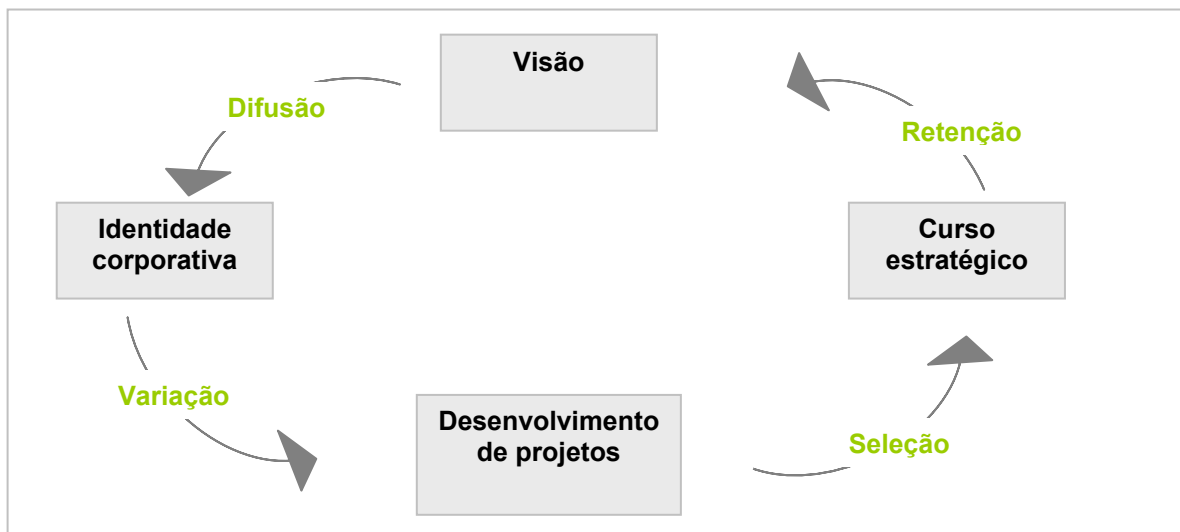 Visão
Difusão
Retenção
Identidade
corporativa
Curso
estratégico
Variação
Desenvolvimento
de projetos
Seleção